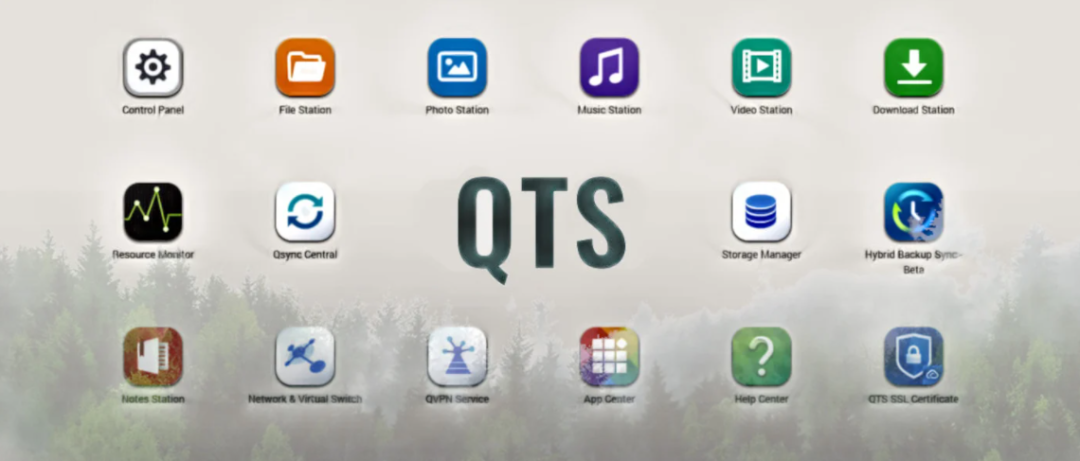 Control Panel
File Station
Photo Station
Music Station
Video Station
Download Station
QTS
Resource Monitor
Qsync Central
Storage Manager
Hybrid Backup Sync-
Beta
Notes Station
Network & Virtual Switch
QVPN Service
App Center
Help Center
QTS SSL Certificate